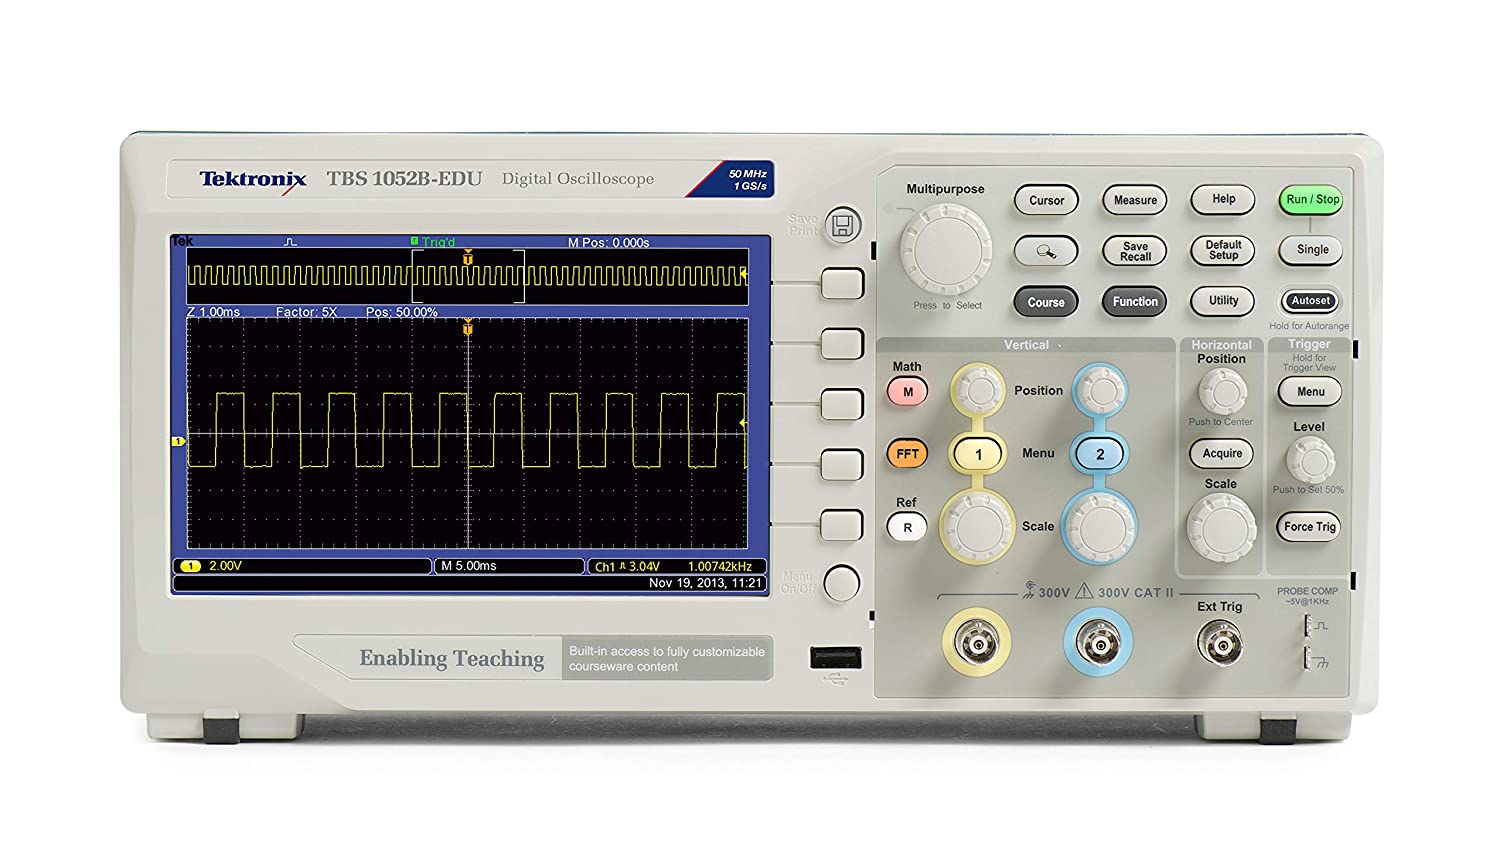 Tektronix TBS 1052B-EDU Digital Oscilloscope
50 MHz
1 GS/s
Save
Print
Tek Trig'd M Pos: 0.000s
T
Z 1.00ms Factor: 5X Pos: 50.00%
T
1
1 2.00V M 5.00ms Ch1 3.04V 1.00742kHz
Nov 19, 2013, 11:21
Menu
On/Off
Enabling Teaching
Built-in access to fully customizable
courseware content
Multipurpose
Press to Select
Cursor
Measure
Help
Run / Stop
Save
Recall
Default
Setup
Single
Course
Function
Utility
Autoset
Hold for Autorange
Vertical
Math
M
FFT
Ref
R
Position
1
Menu
2
Scale
Horizontal
Position
Push to Center
Acquire
Scale
Trigger
Hold for
Trigger View
Menu
Level
Push to Set 50%
Force Trig
300V 300V CAT II
Ext Trig
PROBE COMP
~5V@1KHz